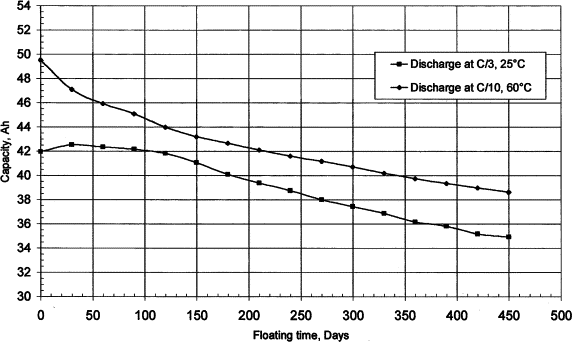 54
52
50
48
46
44
42
40
38
36
34
32
30
Capacity, Ah
Discharge at C/3, 25°C
Discharge at C/10, 60°C
0 50 100 150 200 250 300 350 400 450 500
Floating time, Days